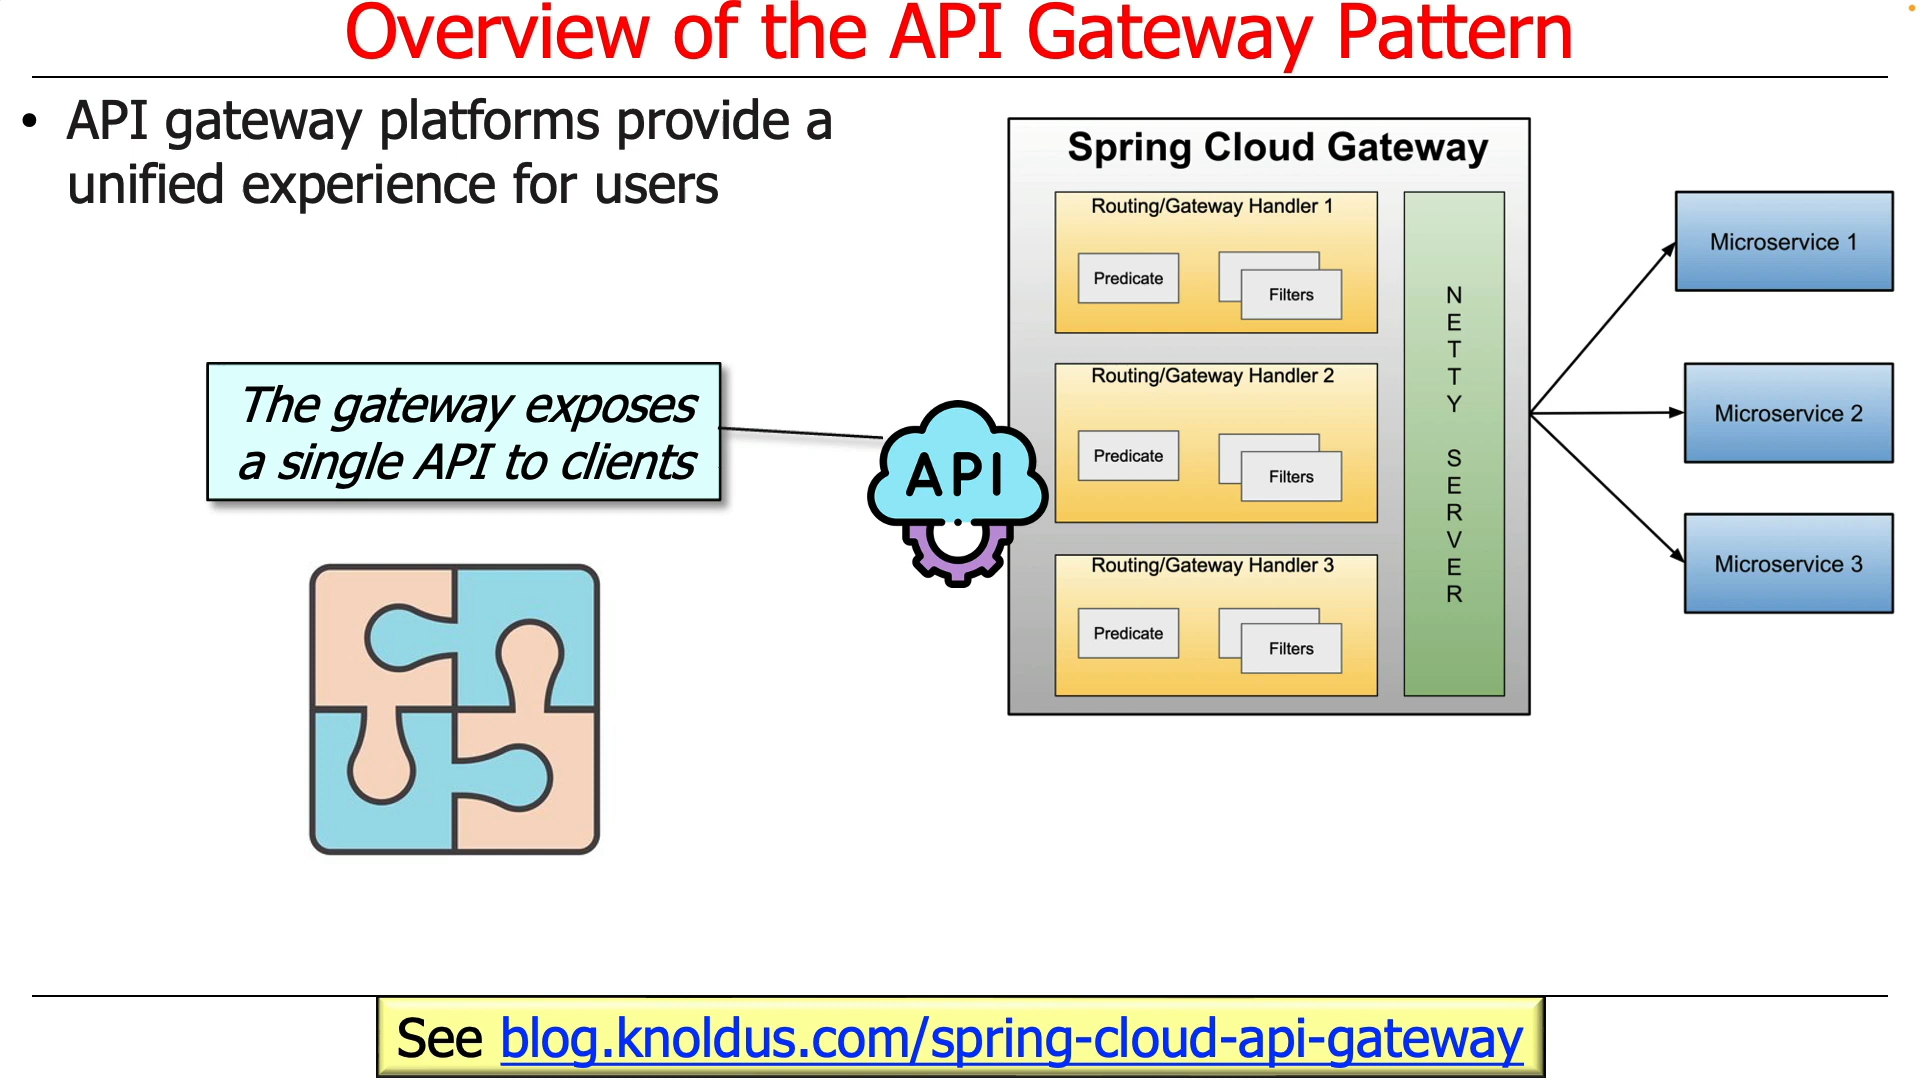 Overview of the API Gateway Pattern
• API gateway platforms provide a
unified experience for users
The gateway exposes
a single API to clients
API
Spring Cloud Gateway
Routing/Gateway Handler 1
Predicate
Filters
Routing/Gateway Handler 2
Predicate
Filters
Routing/Gateway Handler 3
Predicate
Filters
NETTY SERVER
Microservice 1
Microservice 2
Microservice 3
See blog.knoldus.com/spring-cloud-api-gateway